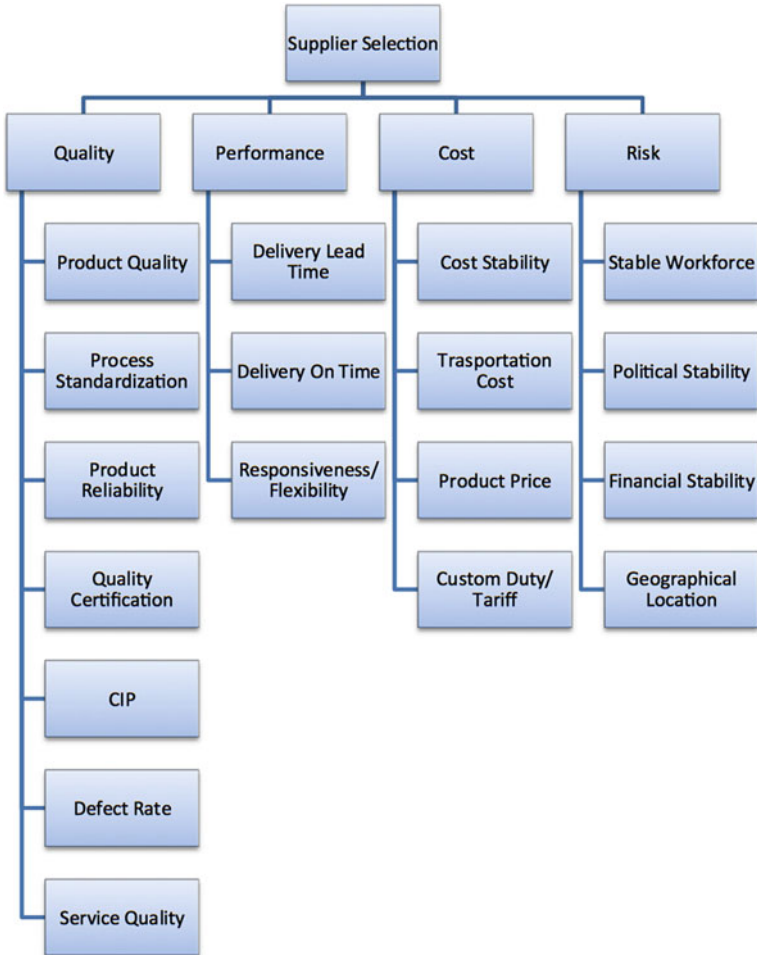 Supplier Selection
Quality
Performance
Cost
Risk
Product Quality
Process
Standardization
Product
Reliability
Quality
Certification
CIP
Defect Rate
Service Quality
Delivery Lead
Time
Delivery On Time
Responsiveness/
Flexibility
Cost Stability
Trasportation
Cost
Product Price
Custom Duty/
Tariff
Stable Workforce
Political Stability
Financial Stability
Geographical
Location